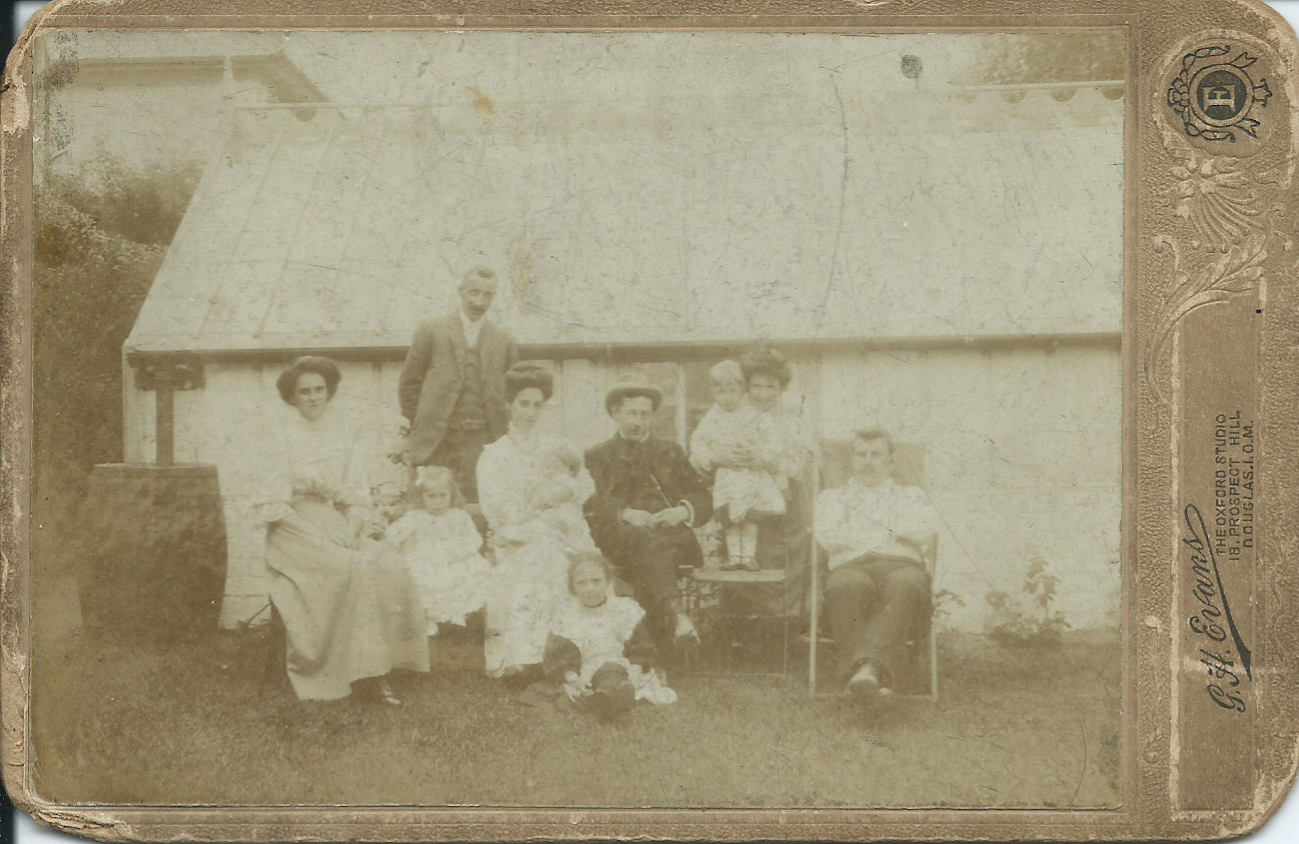 E
G. H. Evans
THE OXFORD STUDIO
18, PROSPECT HILL,
DOUGLAS. I.O.M.